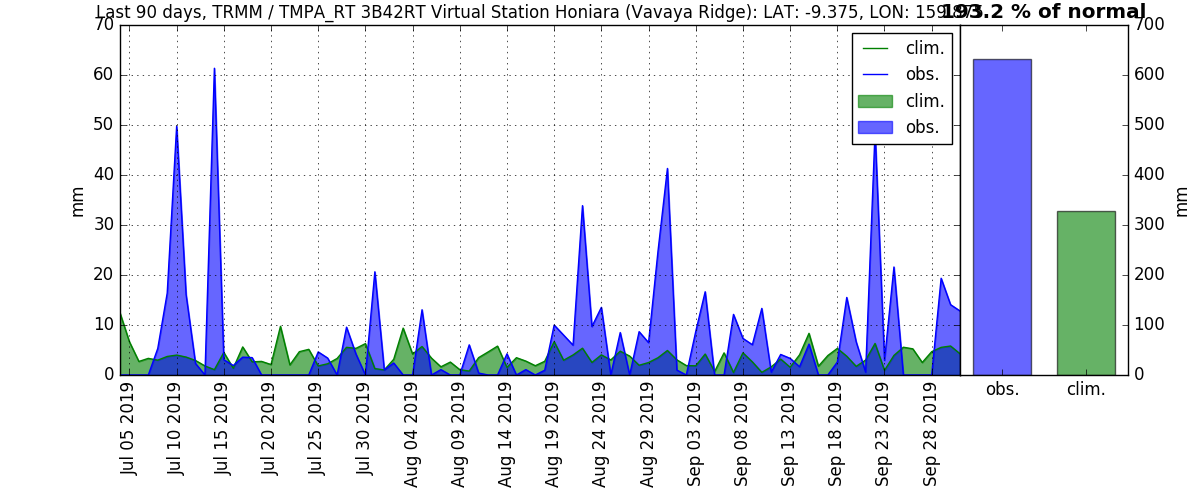 Last 90 days, TRMM / TMPA_RT 3B42RT Virtual Station Honiara (Vavaya Ridge): LAT: -9.375, LON: 159.875
193.2 % of normal
70
60
50
40
30
20
10
0
mm
clim.
obs.
clim.
obs.
Jul 05 2019
Jul 10 2019
Jul 15 2019
Jul 20 2019
Jul 25 2019
Jul 30 2019
Aug 04 2019
Aug 09 2019
Aug 14 2019
Aug 19 2019
Aug 24 2019
Aug 29 2019
Sep 03 2019
Sep 08 2019
Sep 13 2019
Sep 18 2019
Sep 23 2019
Sep 28 2019
700
600
500
400
300
200
100
0
mm
obs.
clim.